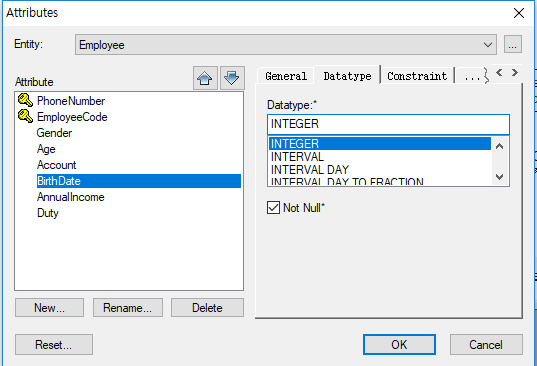 Attributes
Entity:
Employee
...
Attribute
PhoneNumber
EmployeeCode
Gender
Age
Account
BirthDate
AnnualIncome
Duty
New...
Rename...
Delete
General
Datatype
Constraint
...
Datatype:*
INTEGER
INTEGER
INTERVAL
INTERVAL DAY
INTERVAL DAY TO FRACTION
Not Null*
Reset...
OK
Cancel